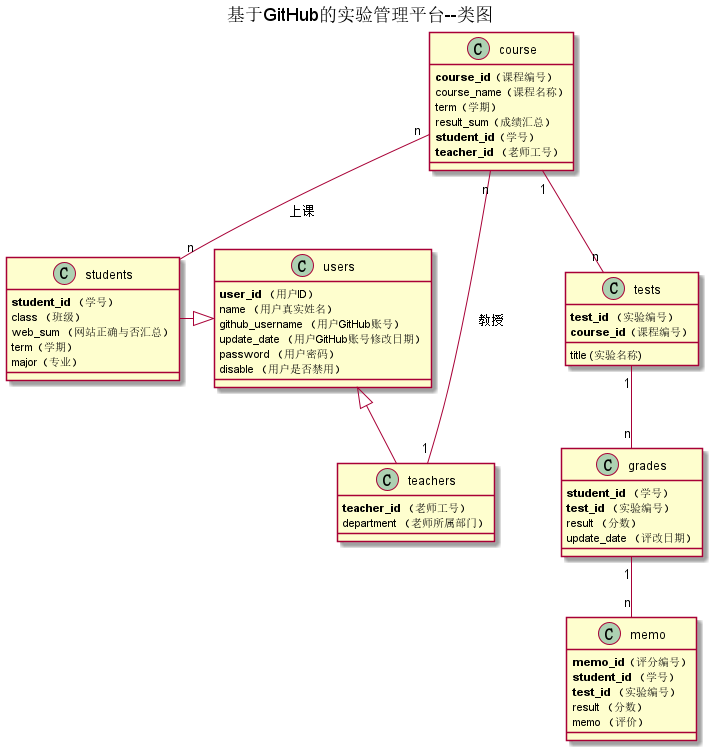 基于GitHub的实验管理平台--类图
C course
course_id（课程编号）
course_name（课程名称）
term（学期）
result_sum（成绩汇总）
student_id（学号）
teacher_id （老师工号）
n
n
1
上课
n
n
C students
student_id （学号）
class （班级）
web_sum （网站正确与否汇总）
term（学期）
major（专业）
C users
user_id （用户ID）
name （用户真实姓名）
github_username （用户GitHub账号）
update_date （用户GitHub账号修改日期）
password （用户密码）
disable （用户是否禁用）
教授
C tests
test_id （实验编号）
course_id（课程编号）
title (实验名称)
1
1
n
C teachers
teacher_id （老师工号）
department （老师所属部门）
C grades
student_id （学号）
test_id （实验编号）
result （分数）
update_date （评改日期）
1
n
C memo
memo_id（评分编号）
student_id （学号）
test_id （实验编号）
result （分数）
memo （评价）